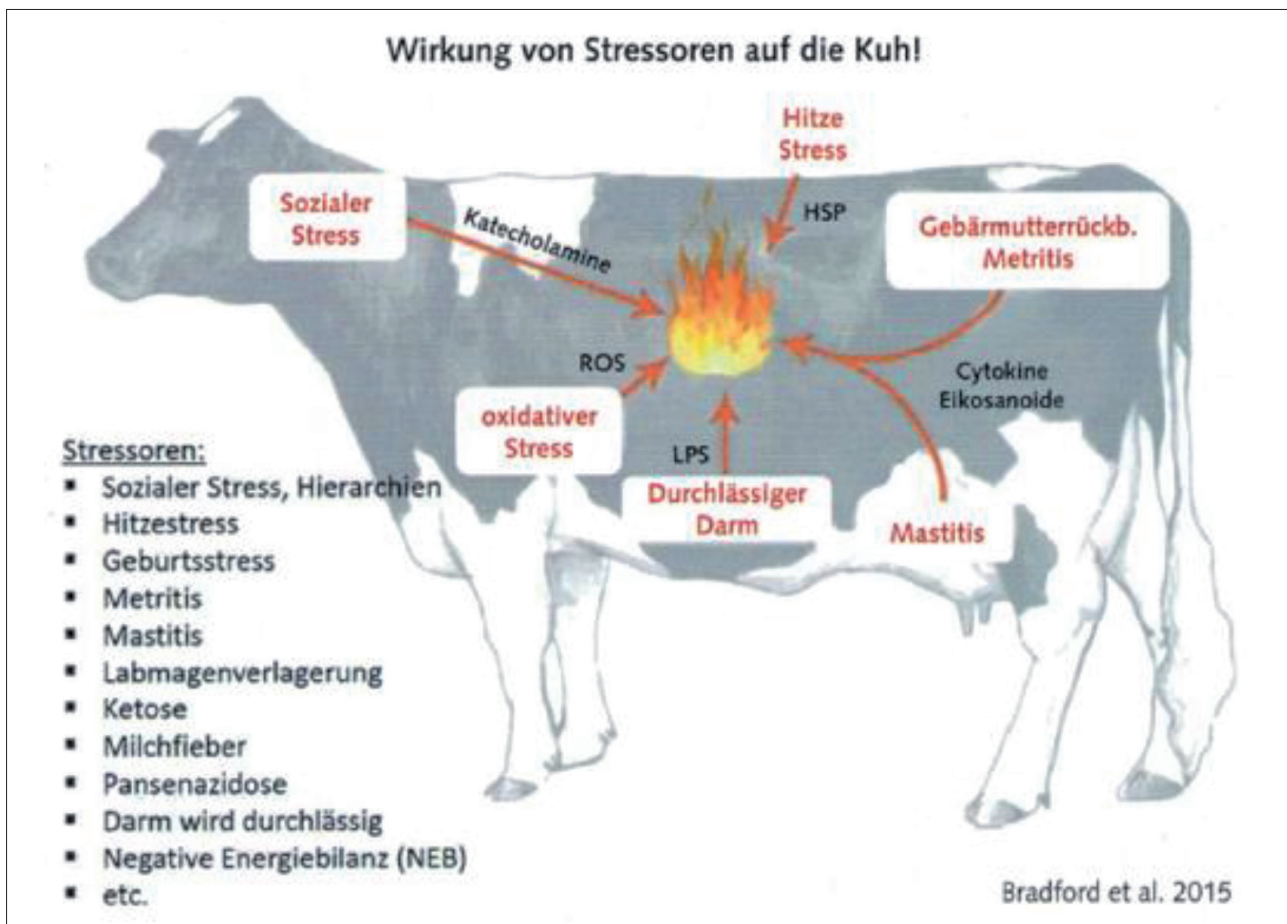 Wirkung von Stressoren auf die Kuh!
Hitze
Stress
HSP
Sozialer
Stress
Katecholamine
Gebärmutterrückb.
Metritis
ROS
oxidativer
Stress
Cytokine
Eikosanoide
LPS
Durchlässiger
Darm
Mastitis
Stressoren:
▪ Sozialer Stress, Hierarchien
▪ Hitzestress
▪ Geburtsstress
▪ Metritis
▪ Mastitis
▪ Labmagenverlagerung
▪ Ketose
▪ Milchfieber
▪ Pansenazidose
▪ Darm wird durchlässig
▪ Negative Energiebilanz (NEB)
▪ etc.
Bradford et al. 2015